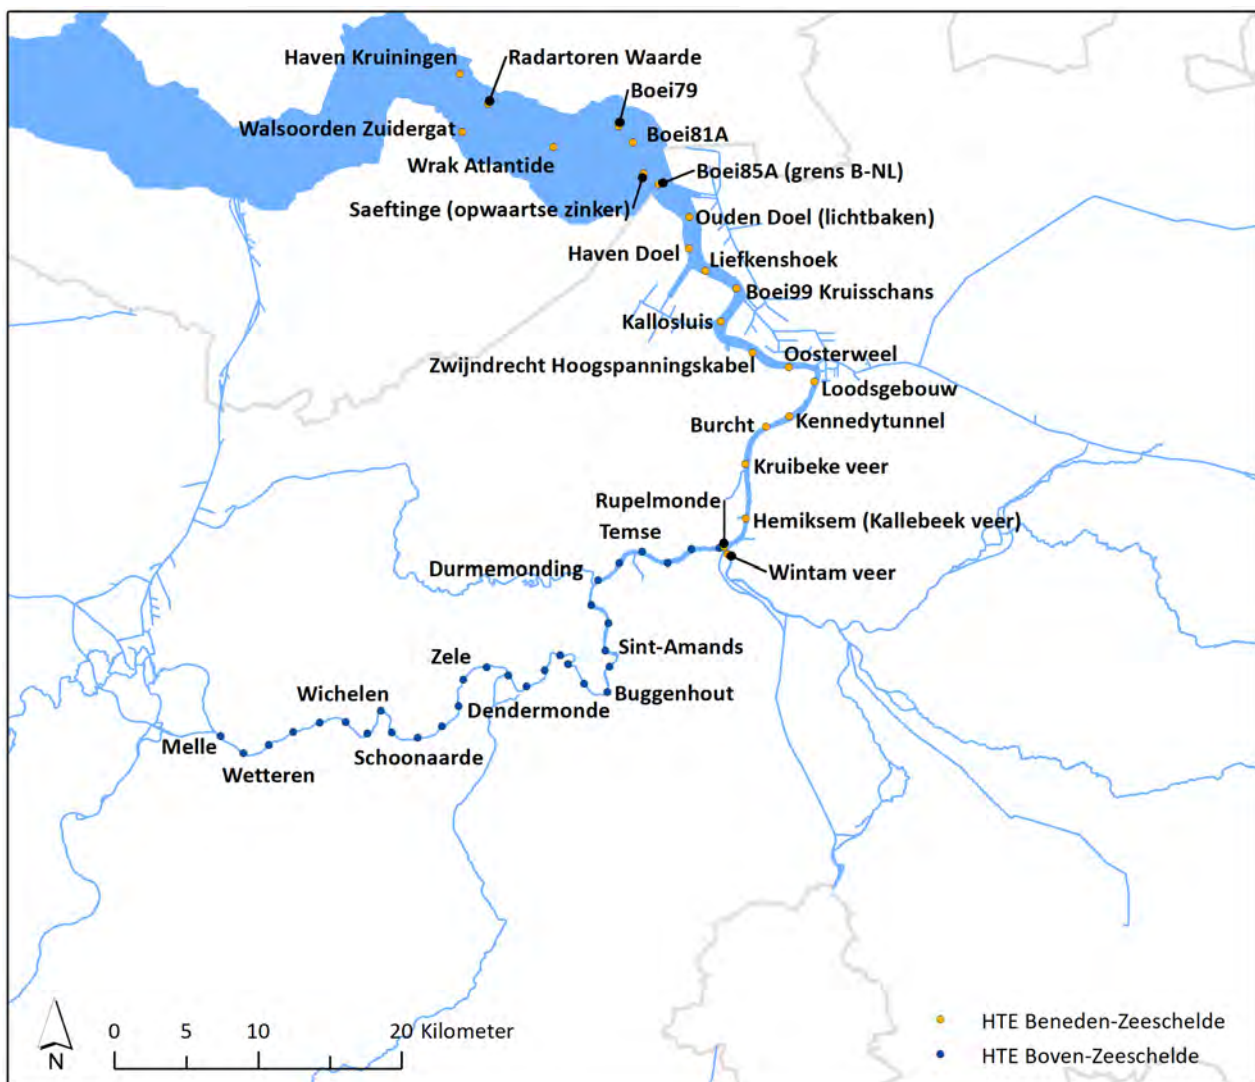 Haven Kruiningen
Radartoren Waarde
Boei79
Walsoorden Zuidergat
Boei81A
Wrak Atlantide
Boei85A (grens B-NL)
Saeftinge (opwaartse zinker)
Ouden Doel (lichtbaken)
Haven Doel
Liefkenshoek
Boei99 Kruisschans
Kallosluis
Oosterweel
Zwijndrecht Hoogspanningskabel
Loodsgebouw
Burcht
Kennedytunnel
Kruibeke veer
Rupelmonde
Hemiksem (Kallebeek veer)
Temse
Durmemonding
Wintam veer
Sint-Amands
Zele
Buggenhout
Wichelen
Dendermonde
Melle
Schoonaarde
Wetteren
N
0 5 10 20 Kilometer
HTE Beneden-Zeeschelde
HTE Boven-Zeeschelde